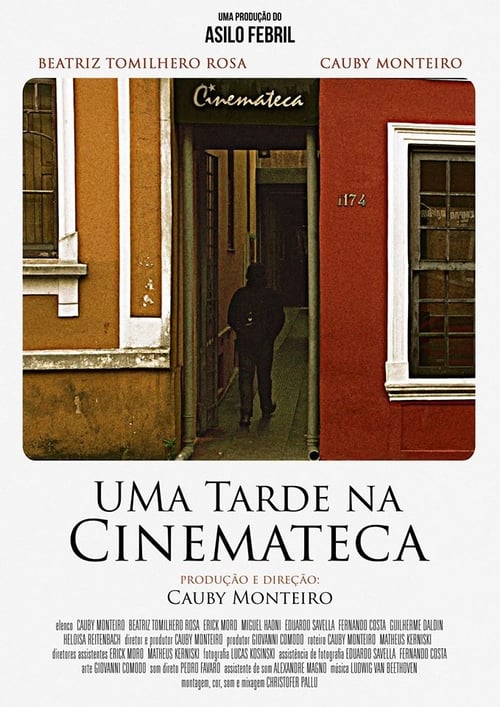 UMA PRODUÇÃO DO
ASILO FEBRIL
BEATRIZ TOMILHERO ROSA CAUBY MONTEIRO
Cinemateca
1174
UMA TARDE NA
CINEMATECA
PRODUÇÃO E DIREÇÃO:
CAUBY MONTEIRO
elenco CAUBY MONTEIRO BEATRIZ TOMILHERO ROSA ERICK MORO MIGUEL HAONI EDUARDO SAVELLA FERNANDO COSTA GUILHERME DALDIN
HELOISA REITENBACH diretor e produtor CAUBY MONTEIRO produtor GIOVANNI COMODO roteiro CAUBY MONTEIRO MATHEUS KERNISKI
diretores assistentes ERICK MORO MATHEUS KERNISKI fotografia LUCAS KOSINSKI assistência de fotografia EDUARDO SAVELLA FERNANDO COSTA
arte GIOVANNI COMODO som direto PEDRO FAVARO assistente de som ALEXANDRE MAGNO música LUDWIG VAN BEETHOVEN
montagem, cor, som e mixagem CHRISTOFER PALLU